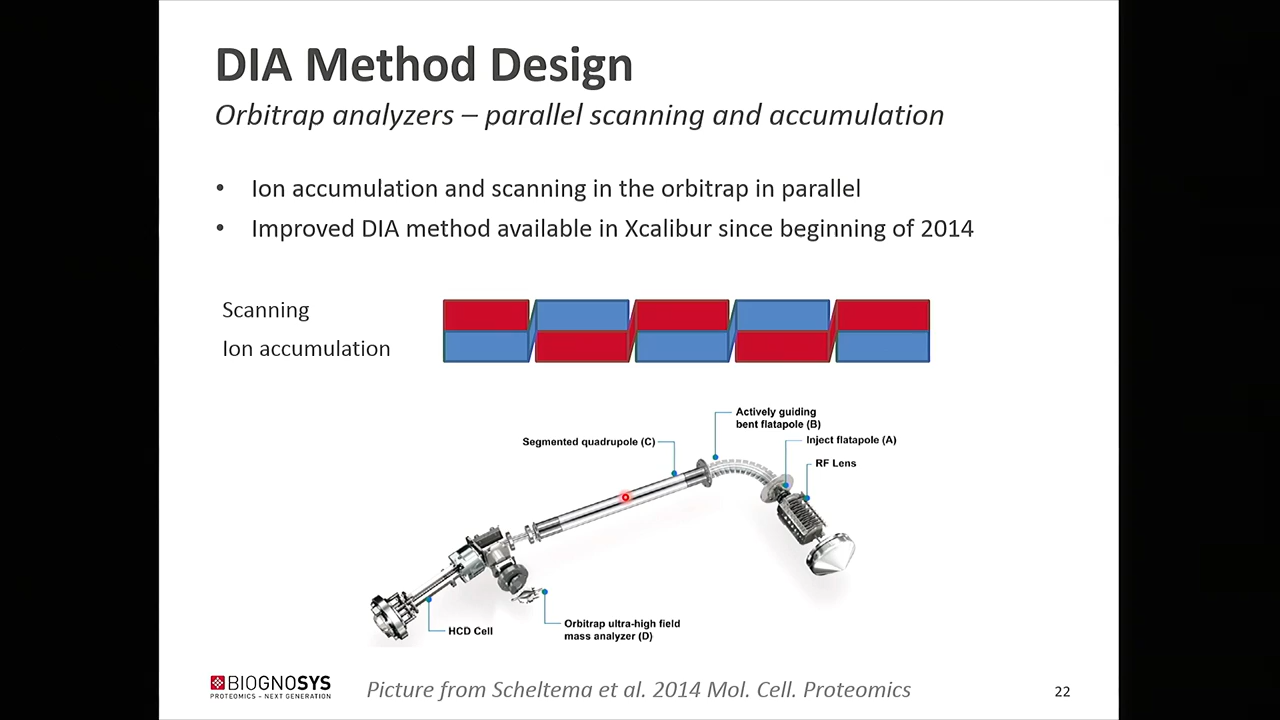 DIA Method Design
Orbitrap analyzers – parallel scanning and accumulation
• Ion accumulation and scanning in the orbitrap in parallel
• Improved DIA method available in Xcalibur since beginning of 2014
Scanning
Ion accumulation
Actively guiding
bent flatapole (B)
Segmented quadrupole (C)
Inject flatapole (A)
RF Lens
HCD Cell
Orbitrap ultra-high field
mass analyzer (D)
BIOGNOSYS
PROTEOMICS - NEXT GENERATION
Picture from Scheltema et al. 2014 Mol. Cell. Proteomics
22